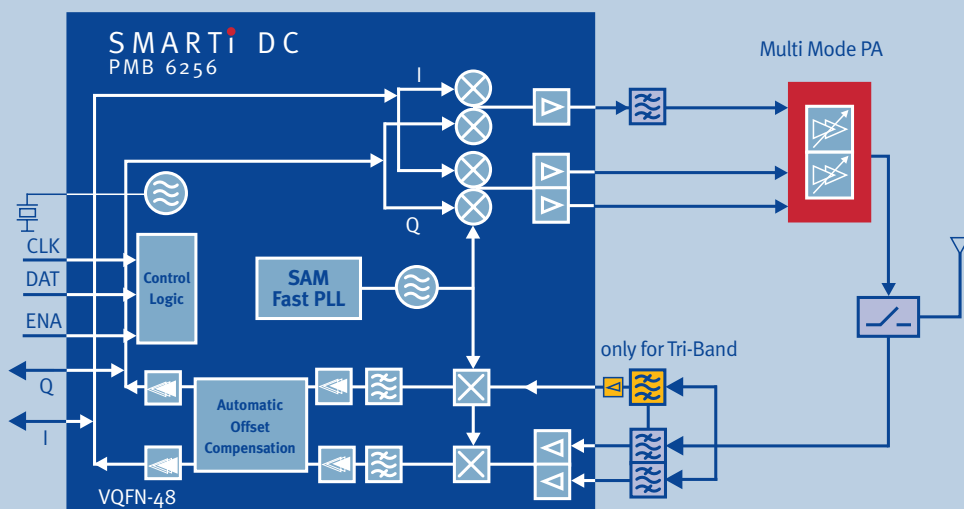 SMARTi DC
PMB 6256
Multi Mode PA
I
Q
CLK
DAT
ENA
Control
Logic
SAM
Fast PLL
only for Tri-Band
Q
I
Automatic
Offset
Compensation
VQFN-48